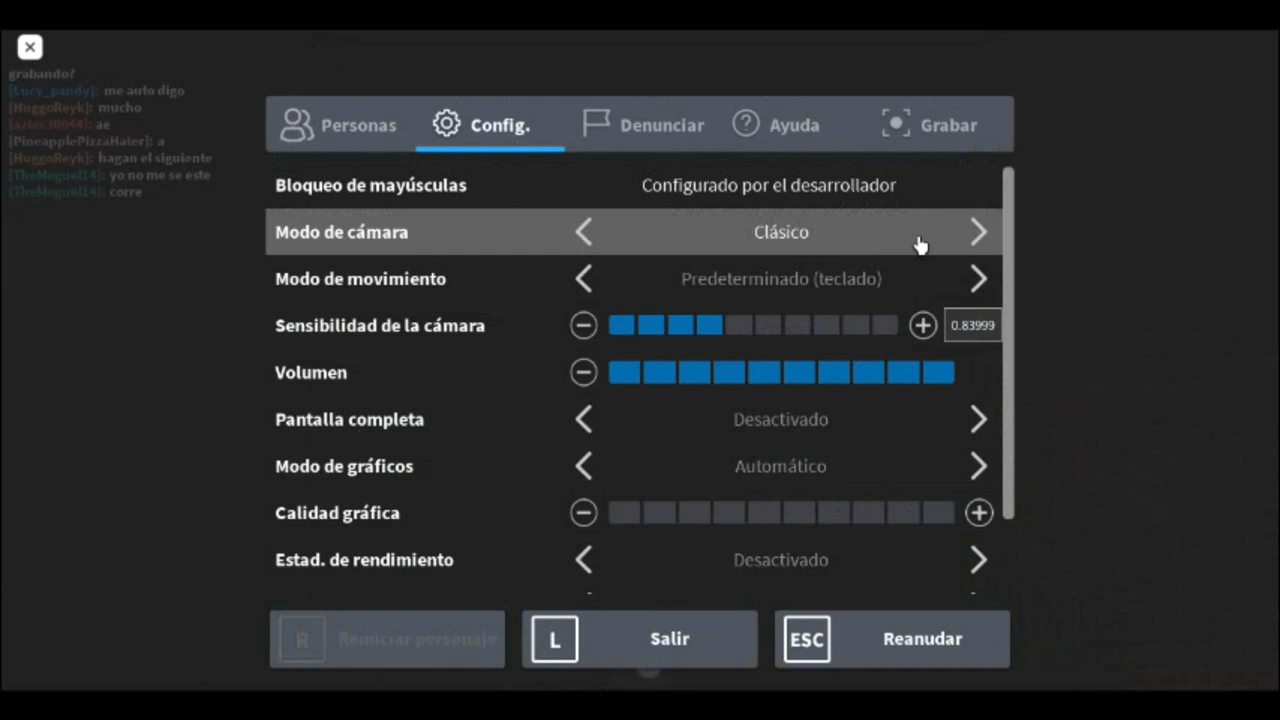 grabando?
[Lucy_pandy]: me auto digo
[HuggoReyk]: mucho
[aztec30044]: ae
[PineapplePizzaHater]: a
[HuggoReyk]: hagan el siguiente
[TheMoguel14]: yo no me se este
[TheMoguel14]: corre
Personas
Config.
Denunciar
Ayuda
Grabar
Bloqueo de mayúsculas
Configurado por el desarrollador
Modo de cámara
Clásico
Modo de movimiento
Predeterminado (teclado)
Sensibilidad de la cámara
0.83999
Volumen
Pantalla completa
Desactivado
Modo de gráficos
Automático
Calidad gráfica
Estad. de rendimiento
Desactivado
R Reiniciar personaje
L Salir
ESC Reanudar